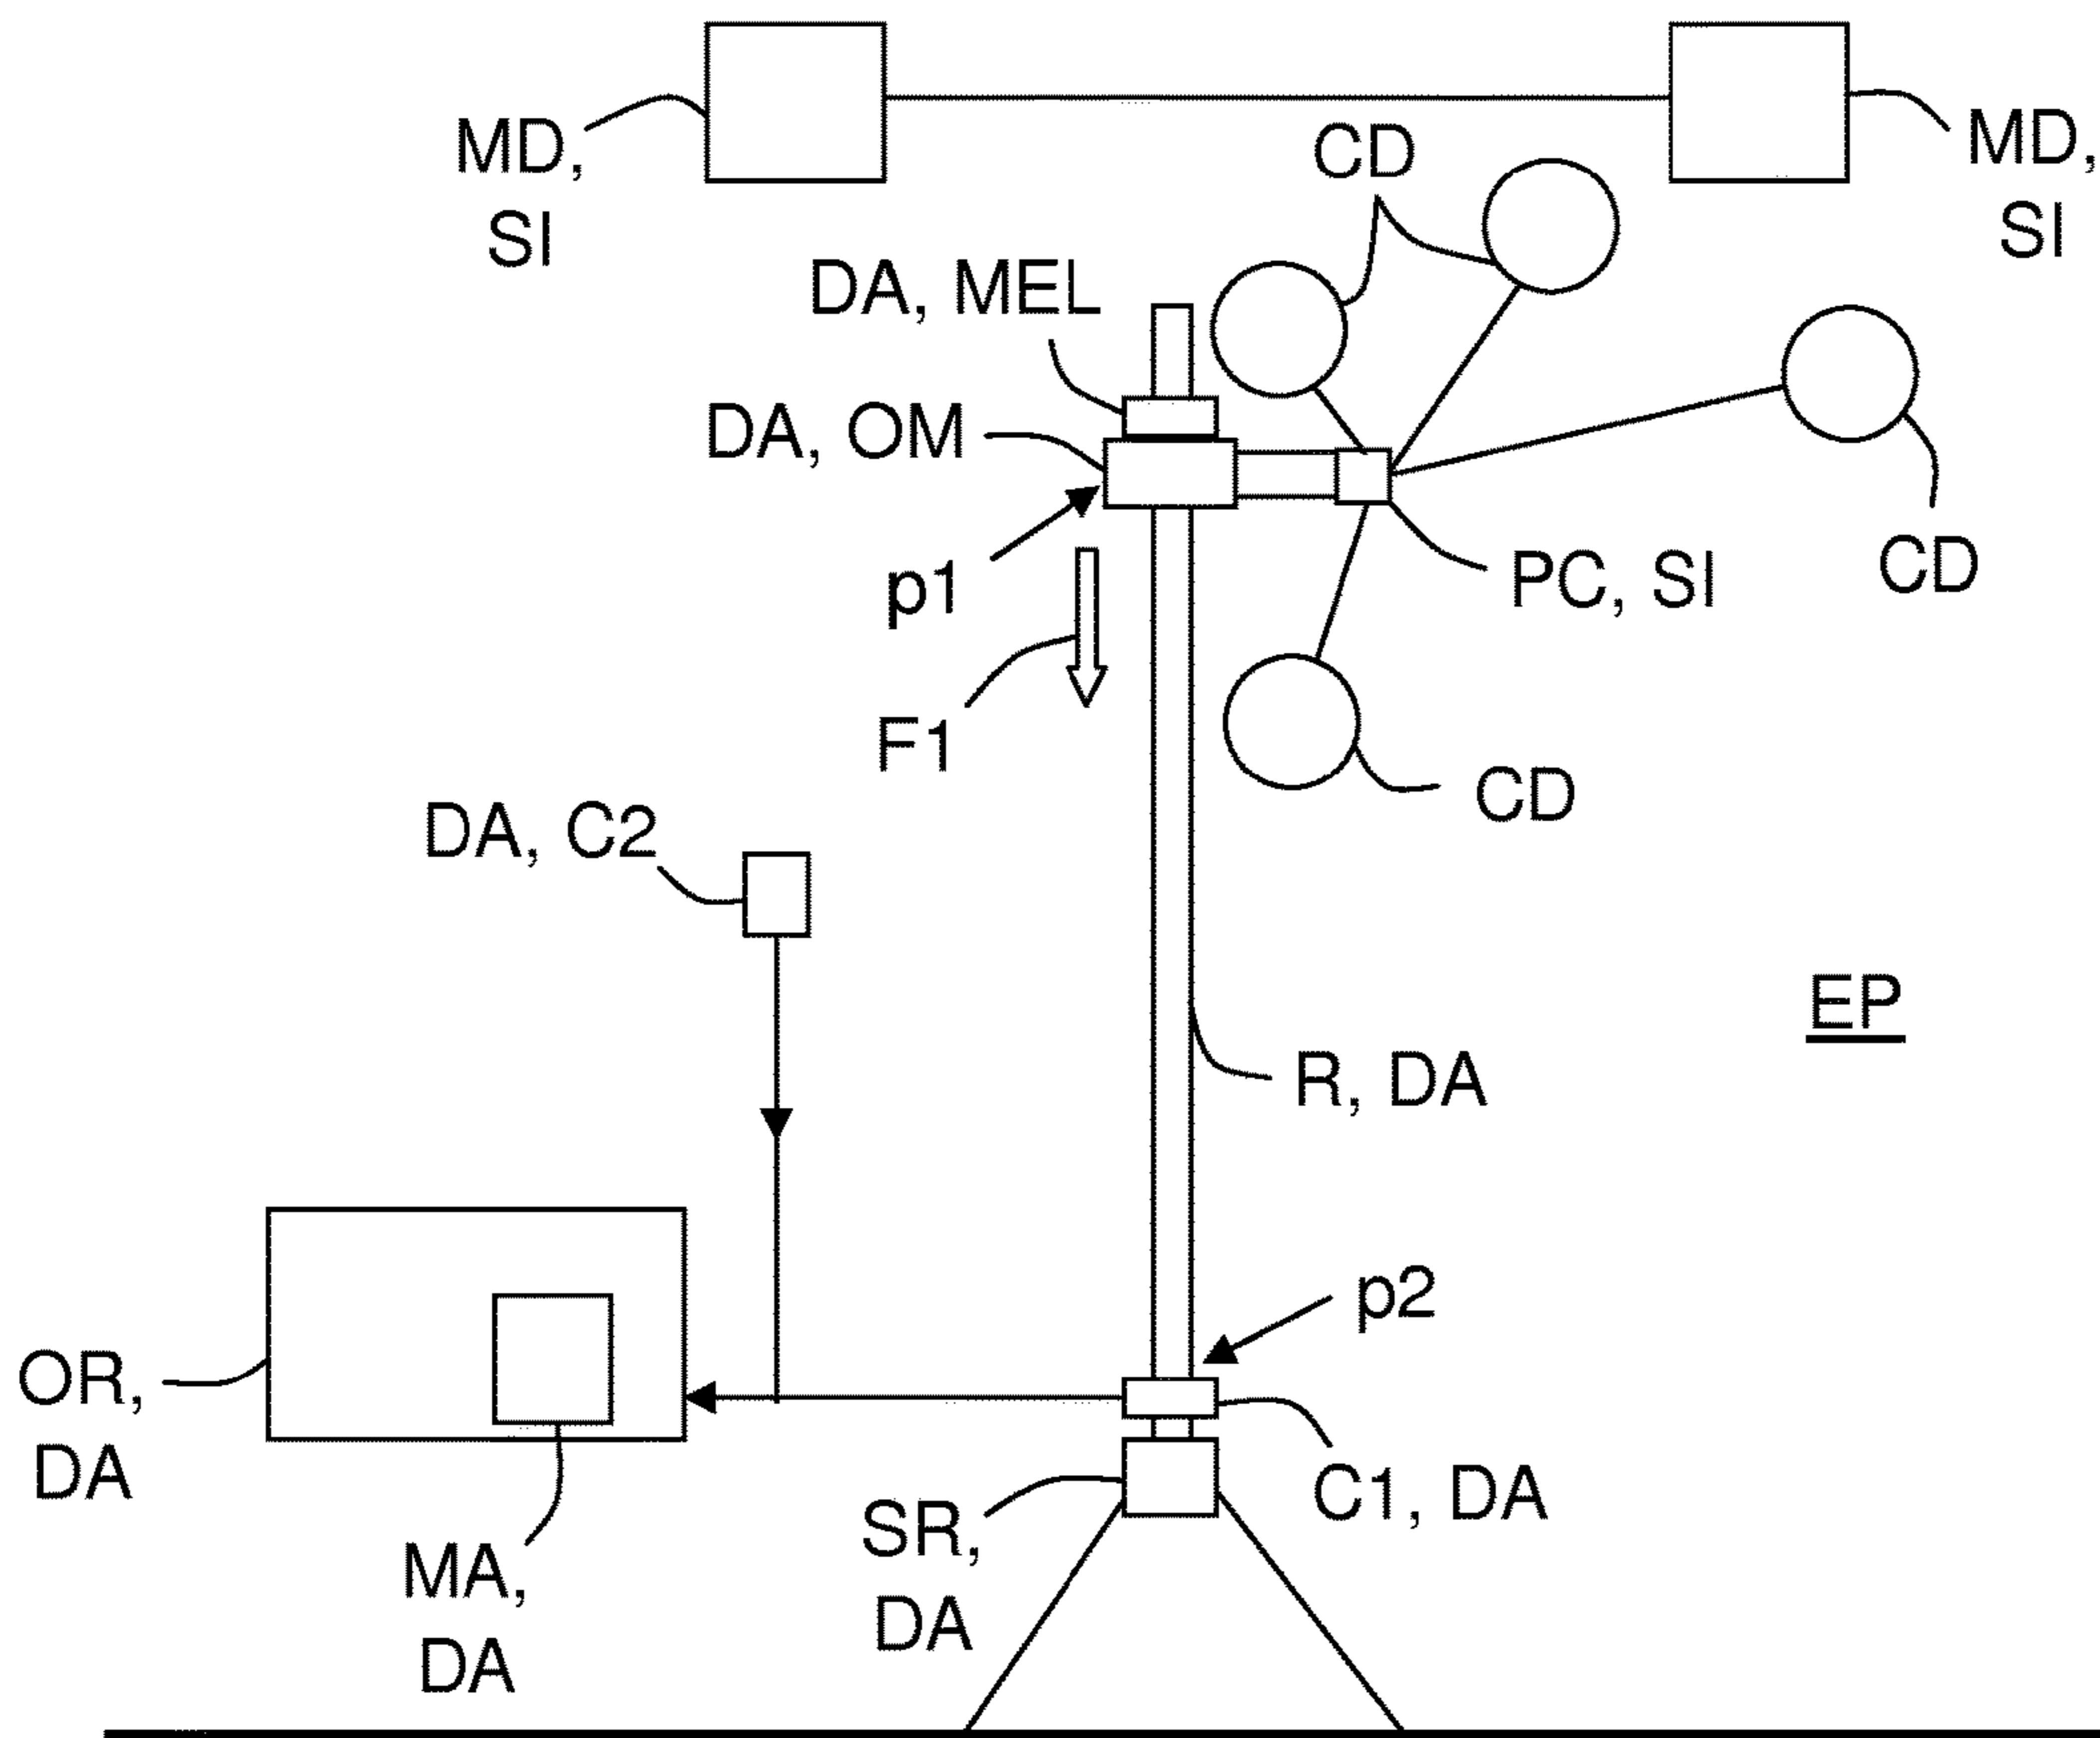 MD,
SI
MD,
SI
CD
DA, MEL
DA, OM
p1
PC, SI
CD
F1
CD
DA, C2
EP
R, DA
p2
OR,
DA
C1, DA
SR,
DA
MA,
DA